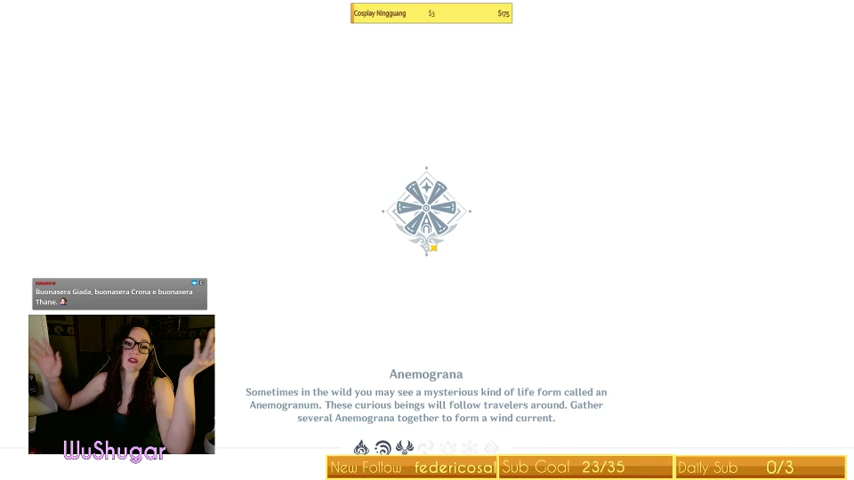 Cosplay Ningguang $3 $175
Buonasera Giada, buonasera Crona e buonasera
Thane.
Anemograna
Sometimes in the wild you may see a mysterious kind of life form called an
Anemogranum. These curious beings will follow travelers around. Gather
several Anemograna together to form a wind current.
WuShugar
New Follow federicosal Sub Goal 23/35 Daily Sub 0/3